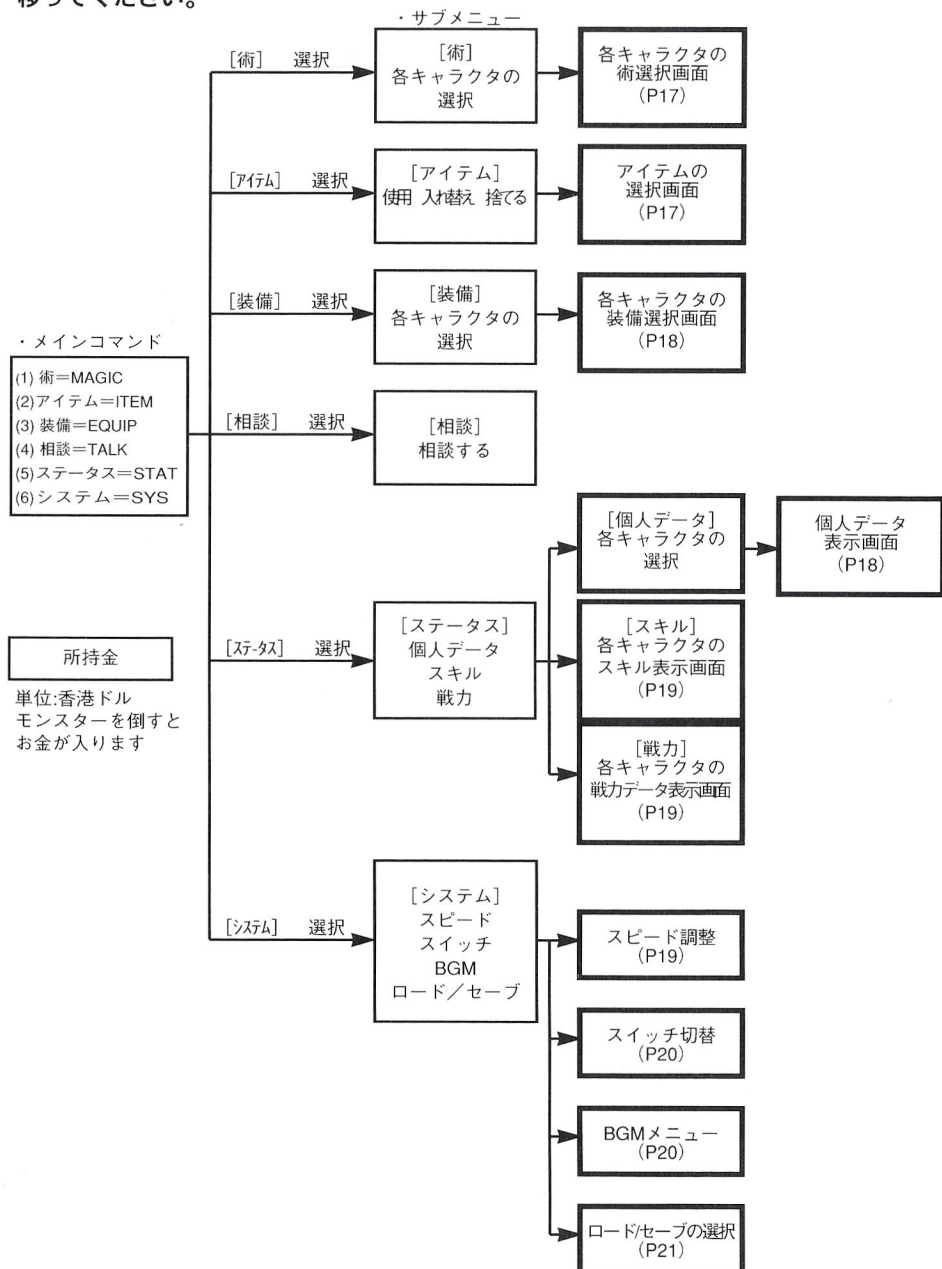 移ってください。
・サブメニュー
[術] 選択
[術]
各キャラクタの
選択
各キャラクタの
術選択画面
(P17)
[アイテム] 選択
[アイテム]
使用 入れ替え 捨てる
アイテムの
選択画面
(P17)
[装備] 選択
[装備]
各キャラクタの
選択
各キャラクタの
装備選択画面
(P18)
・メインコマンド
(1) 術＝MAGIC
(2)アイテム＝ITEM
(3) 装備＝EQUIP
(4) 相談＝TALK
(5)ステータス＝STAT
(6)システム＝SYS
[相談] 選択
[相談]
相談する
所持金
単位:香港ドル
モンスターを倒すと
お金が入ります
[ステータス] 選択
[ステータス]
個人データ
スキル
戦力
[個人データ]
各キャラクタの
選択
個人データ
表示画面
(P18)
[スキル]
各キャラクタの
スキル表示画面
(P19)
[戦力]
各キャラクタの
戦力データ表示画面
(P19)
[システム] 選択
[システム]
スピード
スイッチ
BGM
ロード／セーブ
スピード調整
(P19)
スイッチ切替
(P20)
BGMメニュー
(P20)
ロード/セーブの選択
(P21)